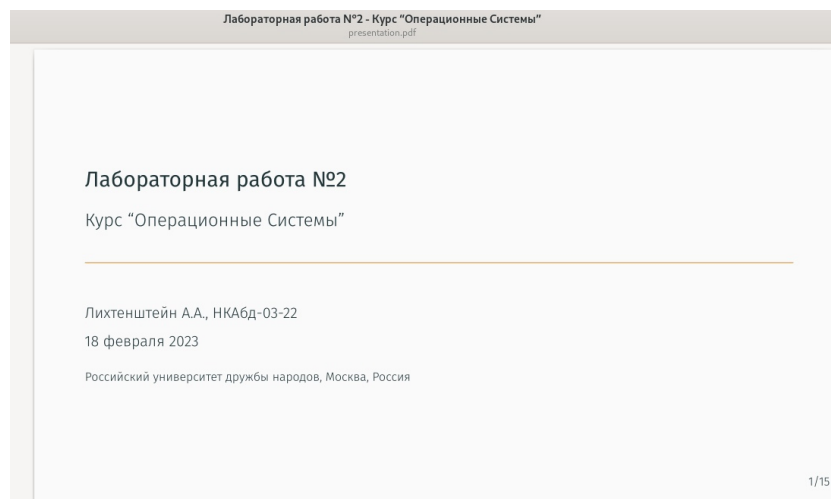 Лабораторная работа №2 - Курс “Операционные Системы”
presentation.pdf
Лабораторная работа №2
Курс “Операционные Системы”
Лихтенштейн А.А., НКАбд-03-22
18 февраля 2023
Российский университет дружбы народов, Москва, Россия
1/15